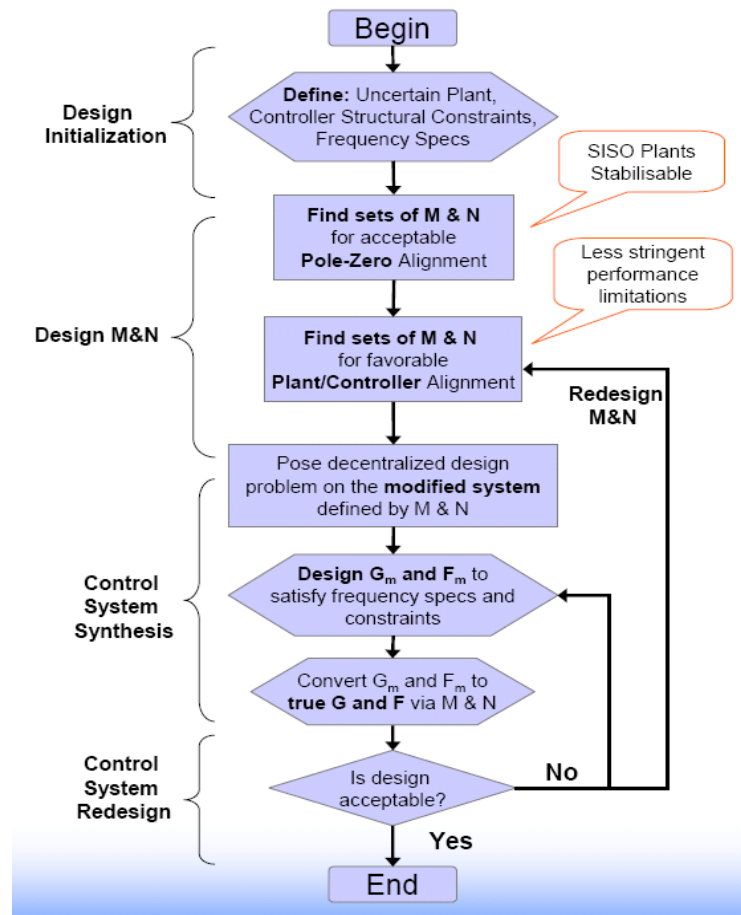 Begin
Design
Initialization
Define: Uncertain Plant,
Controller Structural Constraints,
Frequency Specs
SISO Plants
Stabilisable
Find sets of M & N
for acceptable
Pole-Zero Alignment
Less stringent
performance
limitations
Design M&N
Find sets of M & N
for favorable
Plant/Controller Alignment
Redesign
M&N
Pose decentralized design
problem on the modified system
defined by M & N
Control
System
Synthesis
Design Gm and Fm to
satisfy frequency specs and
constraints
Convert Gm and Fm to
true G and F via M & N
Control
System
Redesign
Is design
acceptable?
No
Yes
End